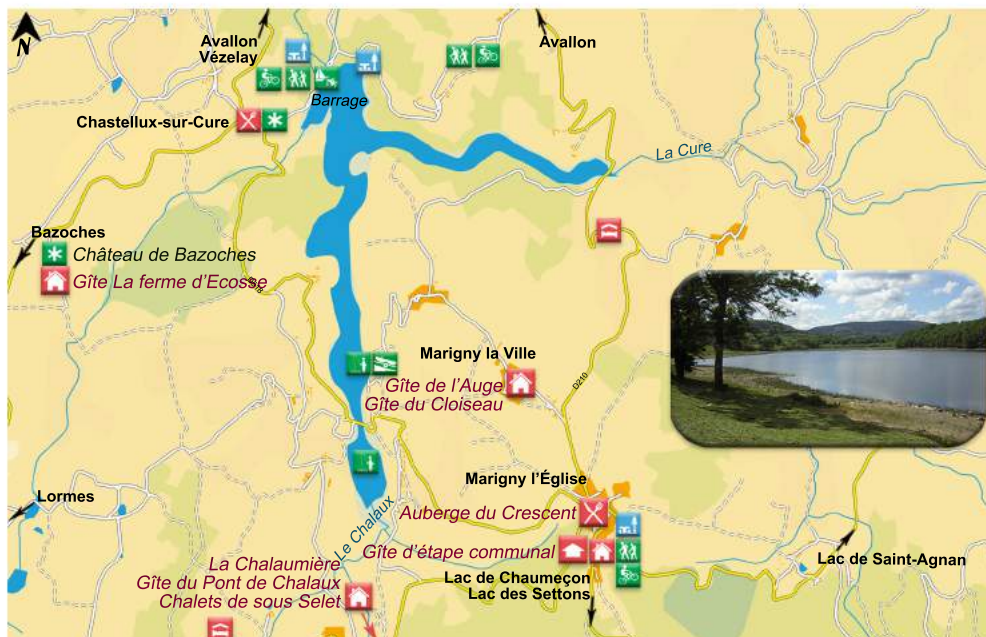 N
Avallon
Vézelay
Avallon
Barrage
Chastellux-sur-Cure
La Cure
Bazoches
Château de Bazoches
Gîte La ferme d'Ecosse
Marigny la Ville
Gîte de l'Auge
Gîte du Cloiseau
D210
Marigny l'Église
Auberge du Crescent
Lormes
Le Chalaux
Gîte d'étape communal
La Chalaumière
Gîte du Pont de Chalaux
Chalets de sous Selet
Lac de Chaumeçon
Lac des Settons
Lac de Saint-Agnan